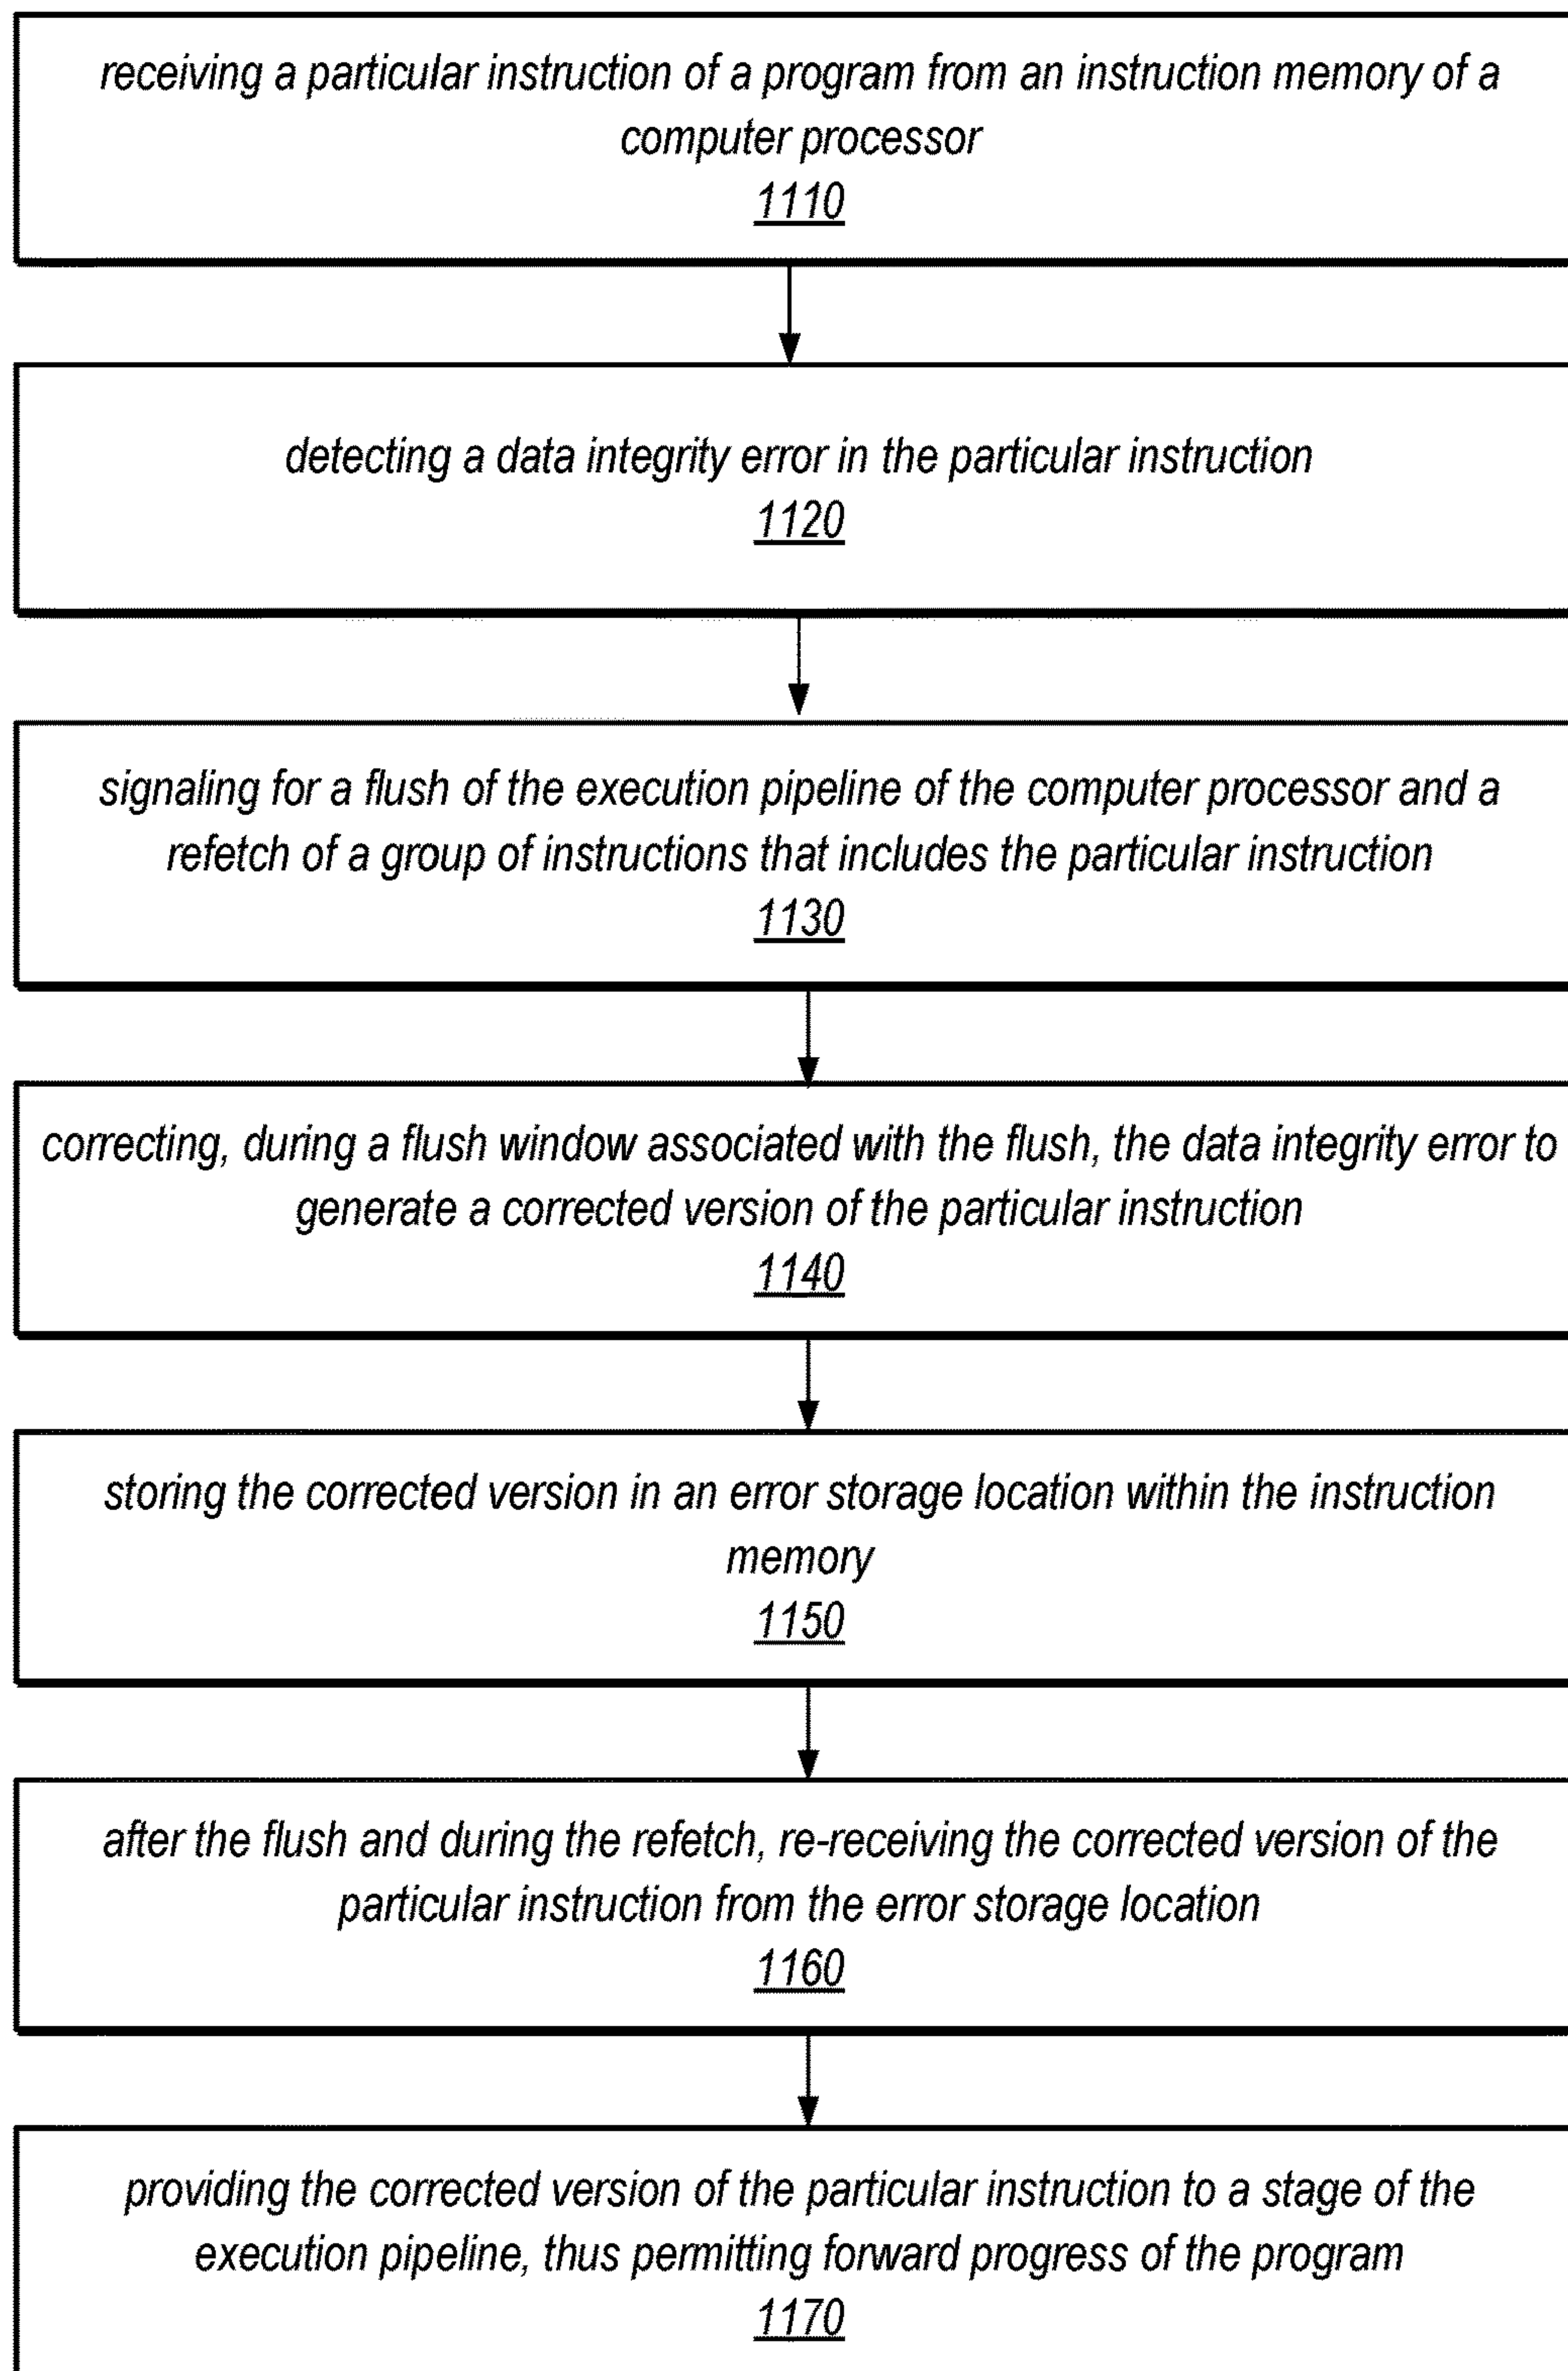 receiving a particular instruction of a program from an instruction memory of a
computer processor
1110
detecting a data integrity error in the particular instruction
1120
signaling for a flush of the execution pipeline of the computer processor and a
refetch of a group of instructions that includes the particular instruction
1130
correcting, during a flush window associated with the flush, the data integrity error to
generate a corrected version of the particular instruction
1140
storing the corrected version in an error storage location within the instruction
memory
1150
after the flush and during the refetch, re-receiving the corrected version of the
particular instruction from the error storage location
1160
providing the corrected version of the particular instruction to a stage of the
execution pipeline, thus permitting forward progress of the program
1170